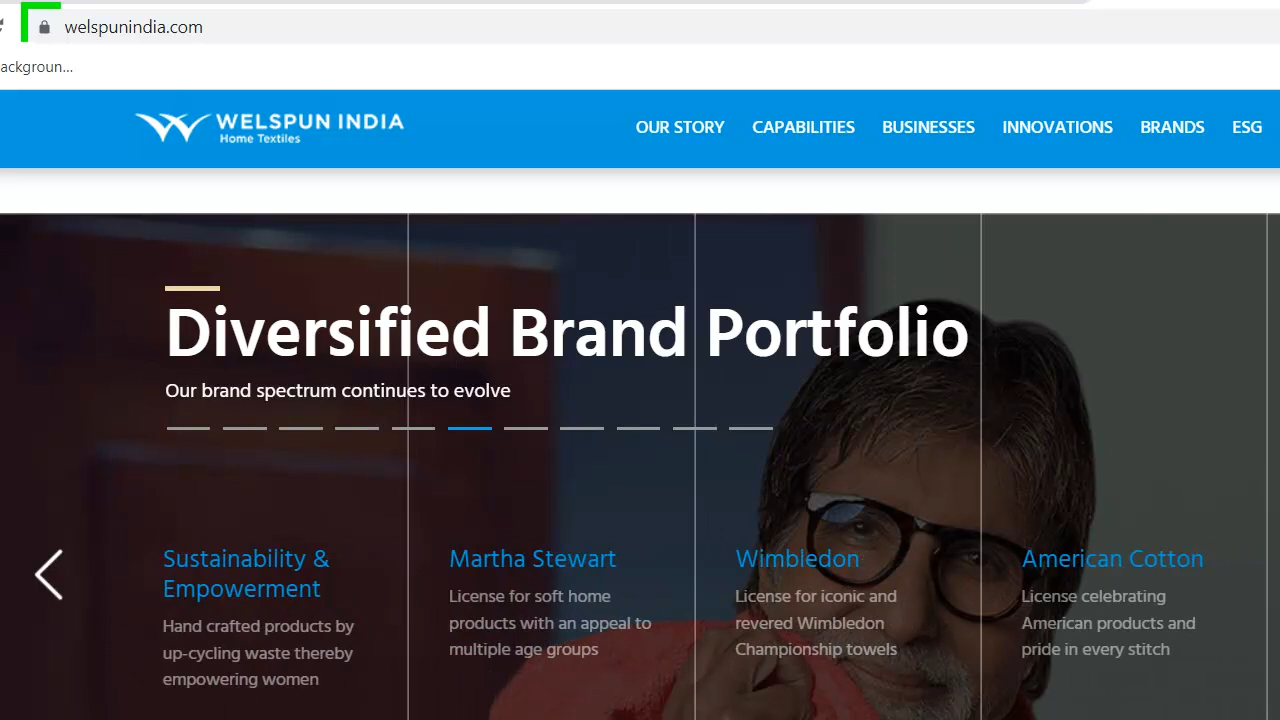 welspunindia.com
ackgroun...
WELSPUN INDIA
Home Textiles
OUR STORY CAPABILITIES BUSINESSES INNOVATIONS BRANDS ESG
Diversified Brand Portfolio
Our brand spectrum continues to evolve
Sustainability &
Empowerment
Hand crafted products by
up-cycling waste thereby
empowering women
Martha Stewart
License for soft home
products with an appeal to
multiple age groups
Wimbledon
License for iconic and
revered Wimbledon
Championship towels
American Cotton
License celebrating
American products and
pride in every stitch